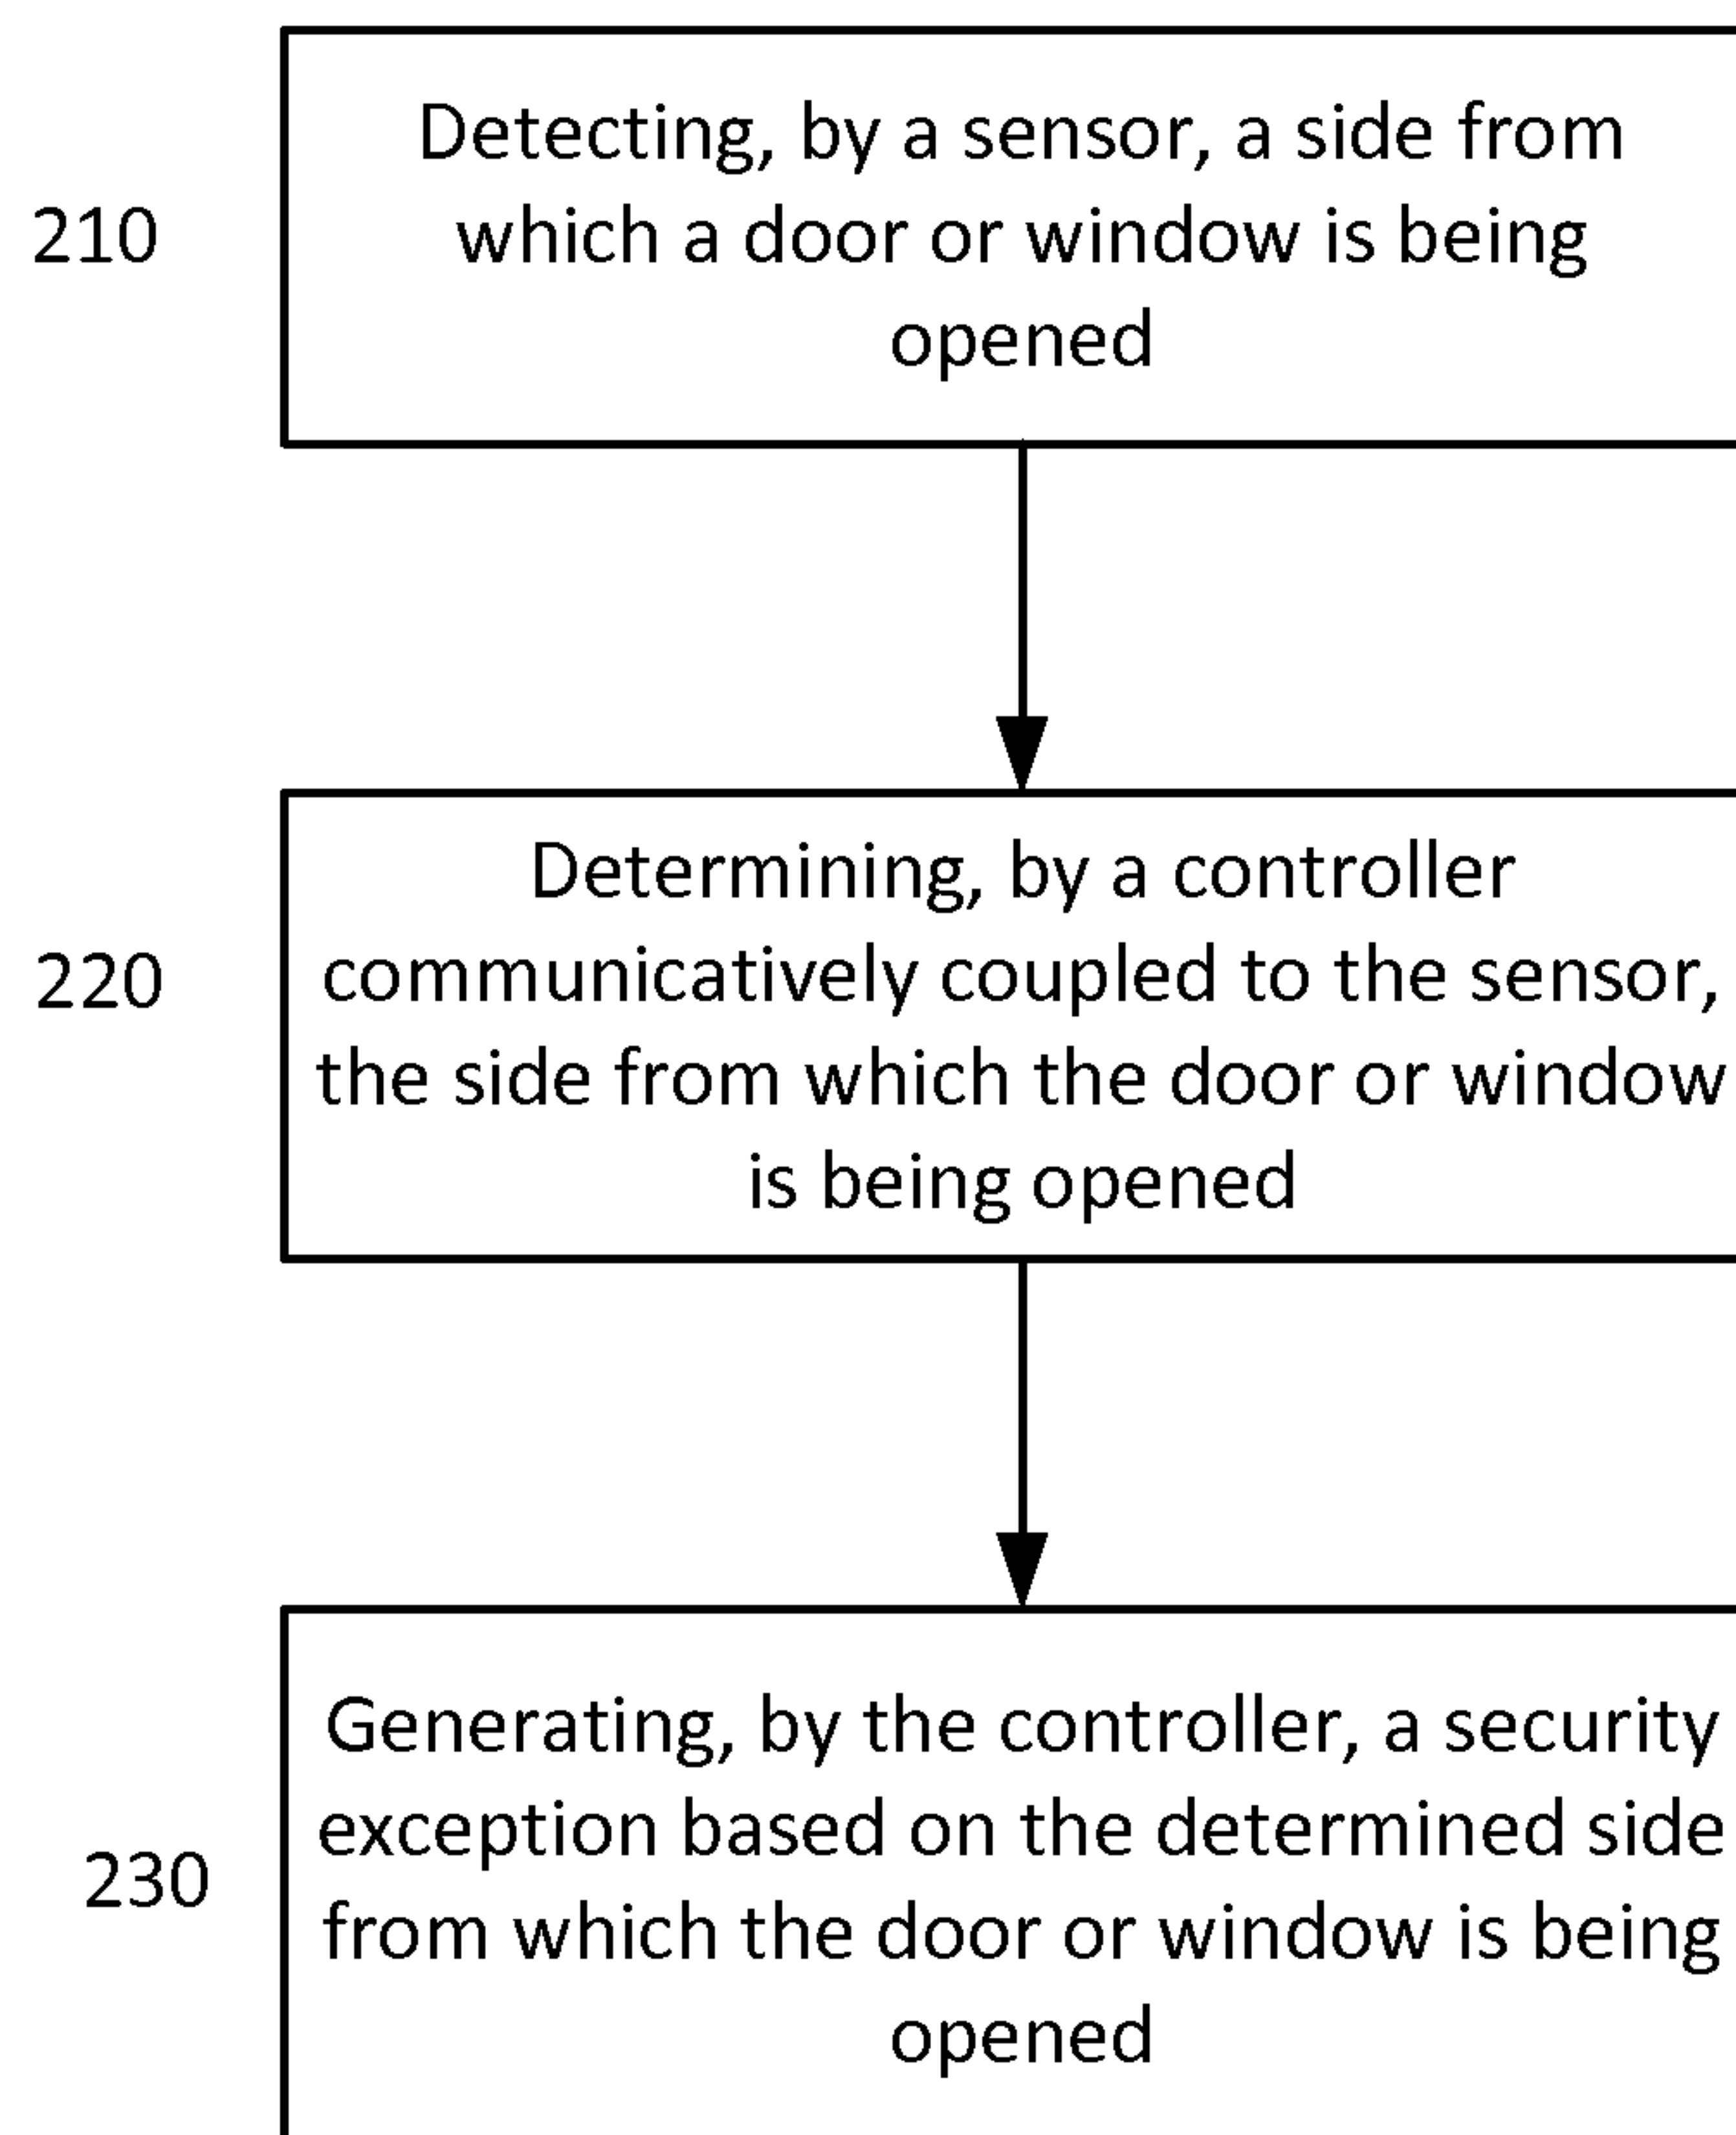 Detecting, by a sensor, a side from
210
which a door or window is being
opened
Determining, by a controller
220
communicatively coupled to the sensor,
the side from which the door or window
is being opened
Generating, by the controller, a security
exception based on the determined side
230
from which the door or window is being
opened